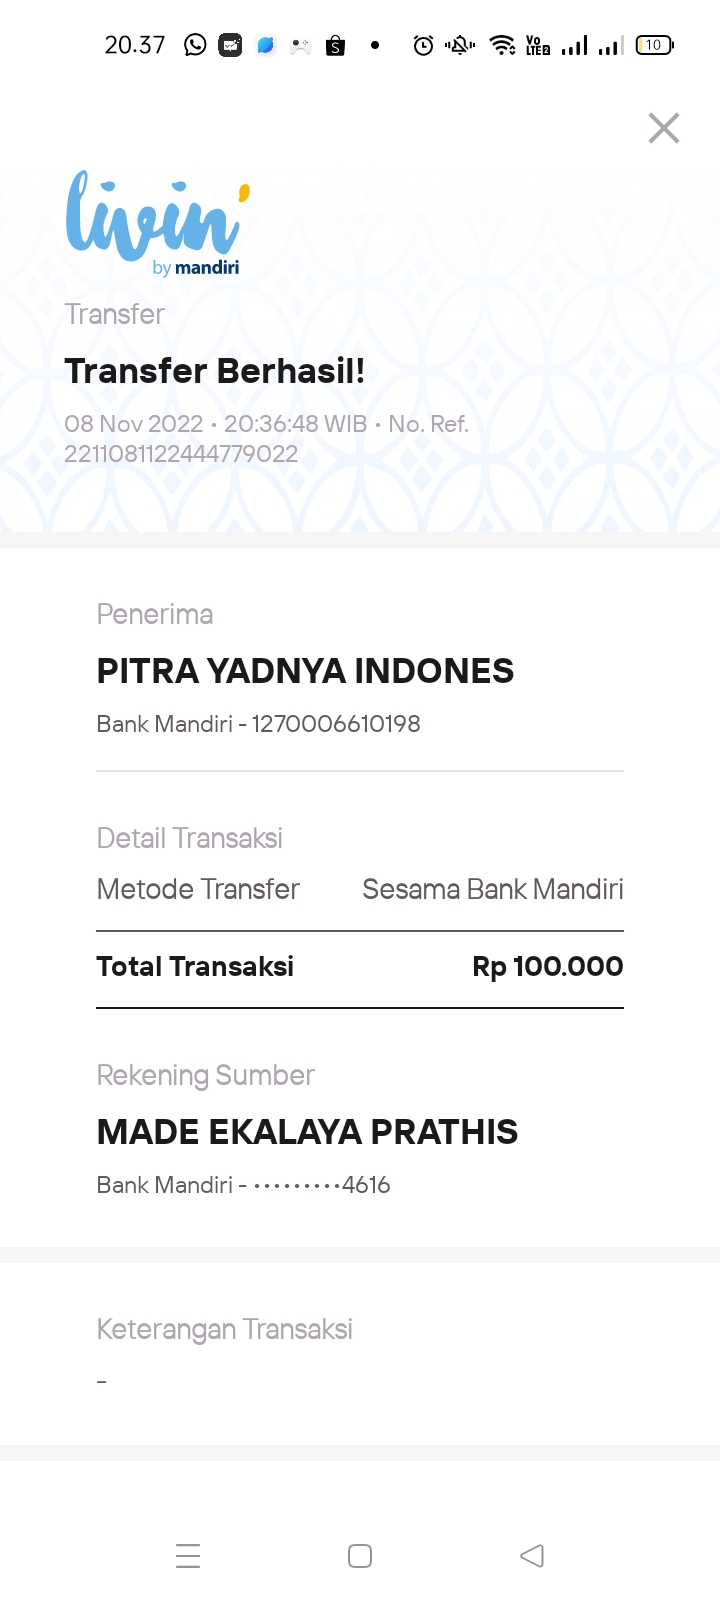 20.37
Vo
LTE2
10
livin'
by mandiri
Transfer
Transfer Berhasil!
08 Nov 2022 • 20:36:48 WIB • No. Ref.
2211081122444779022
Penerima
PITRA YADNYA INDONES
Bank Mandiri - 1270006610198
Detail Transaksi
Metode Transfer Sesama Bank Mandiri
Total Transaksi Rp 100.000
Rekening Sumber
MADE EKALAYA PRATHIS
Bank Mandiri - •••••••••4616
Keterangan Transaksi
-